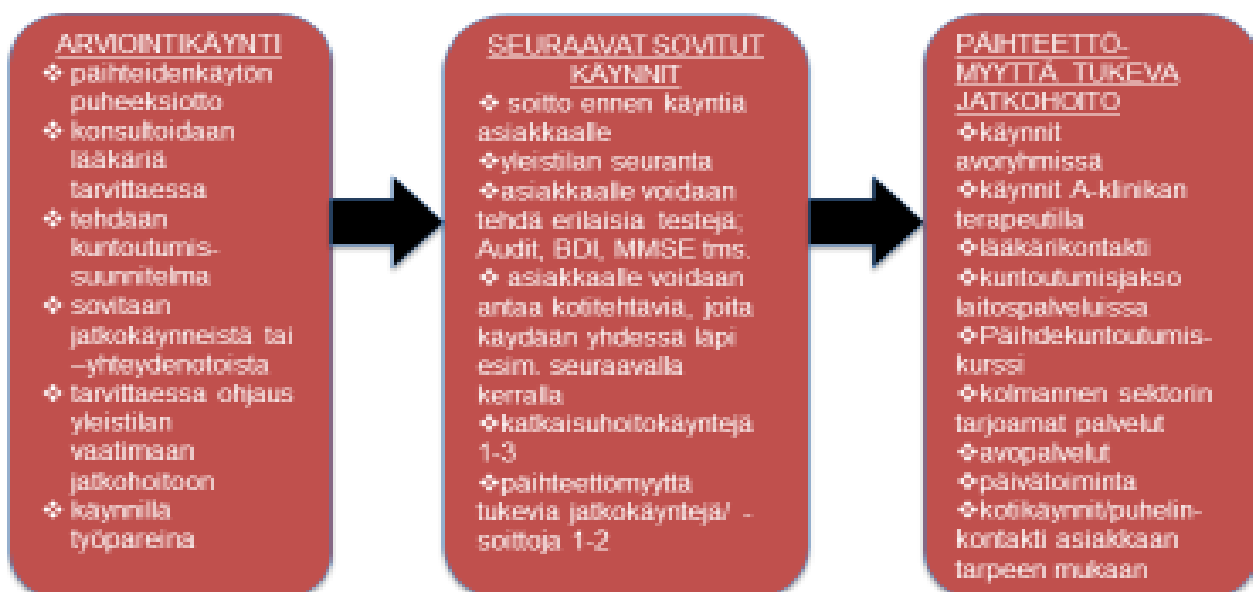 ARVIOINTIKÄYNTI
❖ päihteidenkäytön
puheeksiotto
❖ konsultoidaan
lääkäriä
tarvittaessa
❖ tehdään
kuntoutumis-
suunnitelma
❖ sovitaan
jatkokäynneistä tai
–yhteydenotoista
❖ tarvittaessa ohjaus
yleistilan
vaatimaan
jatkohoitoon
❖ käynnillä
työpareina
SEURAAVAT SOVITUT
KÄYNNIT
❖ soitto ennen käyntiä
asiakkaalle
❖yleistilan seuranta
❖asiakkaalle voidaan
tehdä erilaisia testejä;
Audit, BDI, MMSE tms.
❖ asiakkaalle voidaan
antaa kotitehtäviä, joita
käydään yhdessä läpi
esim. seuraavalla
kerralla
❖katkaisuhoitokäyntejä
1-3
❖päihteettömyyttä
tukevia jatkokäyntejä/ -
soittoja 1-2
PÄIHTEETTÖ-
MYYTTÄ TUKEVA
JATKOHOITO
❖käynnit
avoryhmissä
❖käynnit A-klinikan
terapeutilla
❖lääkärikontakti
❖kuntoutumisjakso
laitospalveluissa
❖Päihdekuntoutumis-
kurssi
❖kolmannen sektorin
tarjoamat palvelut
❖avopalvelut
❖päivätoiminta
❖kotikäynnit/puhelin-
kontakti asiakkaan
tarpeen mukaan